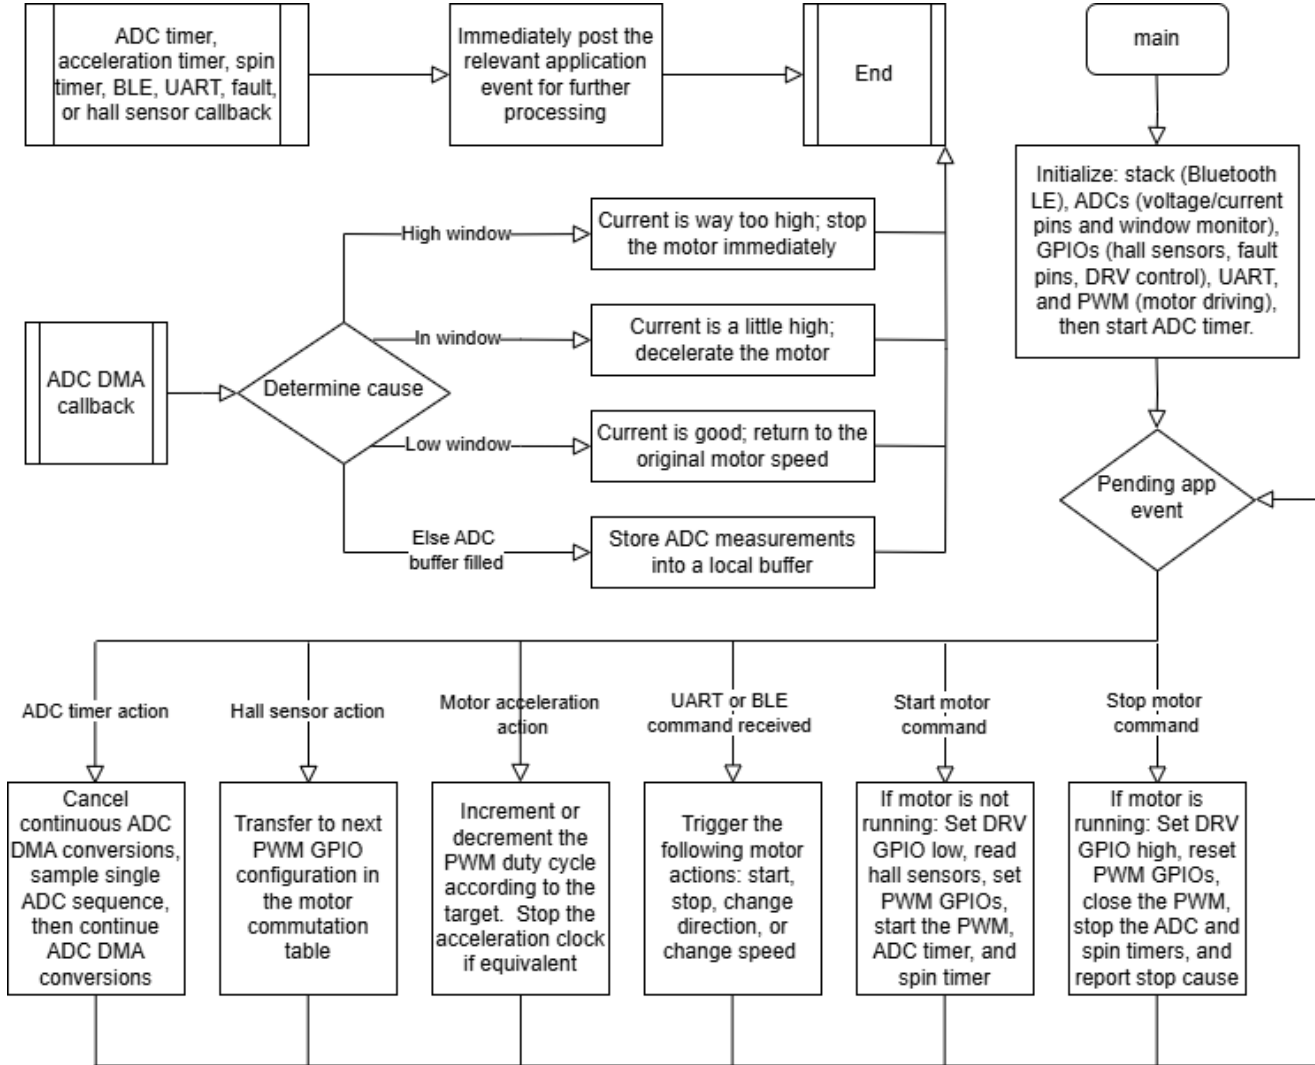 ADC timer,
acceleration timer, spin
timer, BLE, UART, fault,
or hall sensor callback
Immediately post the
relevant application
event for further
processing
End
main
Initialize: stack (Bluetooth
LE), ADCs (voltage/current
pins and window monitor),
GPIOs (hall sensors, fault
pins, DRV control), UART,
and PWM (motor driving),
then start ADC timer.
ADC DMA
callback
Determine cause
High window
Current is way too high; stop
the motor immediately
In window
Current is a little high;
decelerate the motor
Low window
Current is good; return to the
original motor speed
Else ADC
buffer filled
Store ADC measurements
into a local buffer
Pending app
event
ADC timer action
Hall sensor action
Motor acceleration
action
UART or BLE
command received
Start motor
command
Stop motor
command
Cancel
continuous ADC
DMA conversions,
sample single
ADC sequence,
then continue
ADC DMA
conversions
Transfer to next
PWM GPIO
configuration in
the motor
commutation
table
Increment or
decrement the
PWM duty cycle
according to the
target. Stop the
acceleration clock
if equivalent
Trigger the
following motor
actions: start,
stop, change
direction, or
change speed
If motor is not
running: Set DRV
GPIO low, read
hall sensors, set
PWM GPIOs,
start the PWM,
ADC timer, and
spin timer
If motor is
running: Set DRV
GPIO high, reset
PWM GPIOs,
close the PWM,
stop the ADC and
spin timers, and
report stop cause